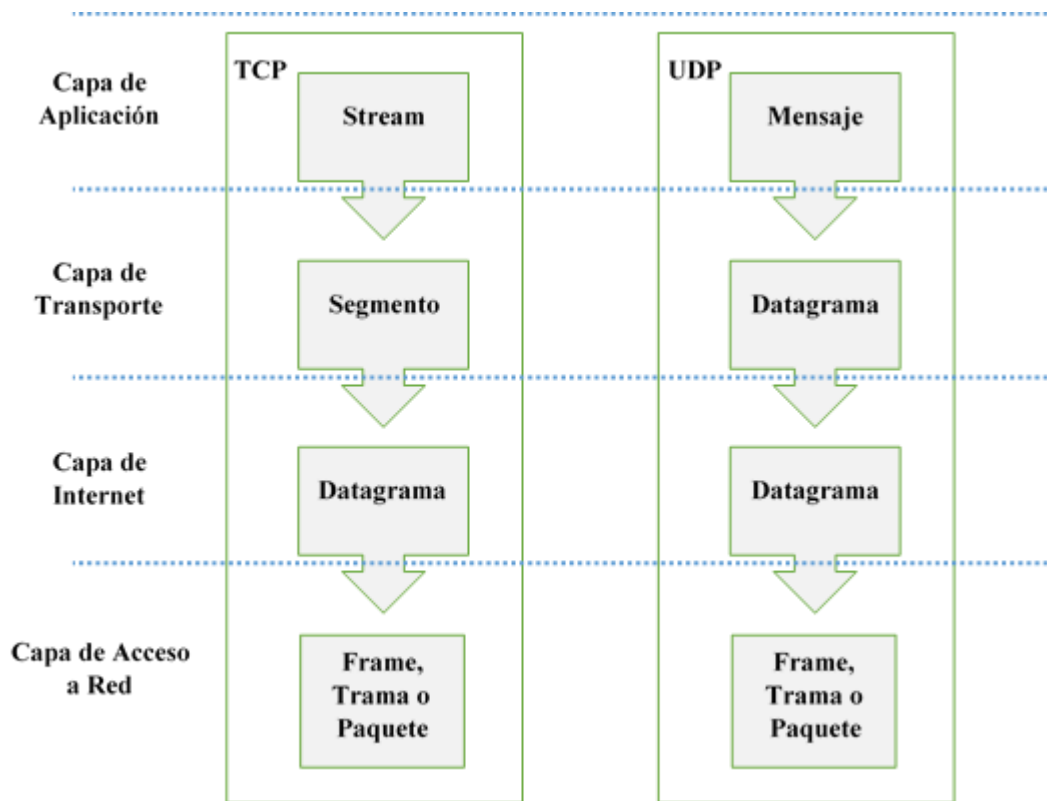 Capa de
Aplicación
TCP
Stream
UDP
Mensaje
Capa de
Transporte
Segmento
Datagrama
Capa de
Internet
Datagrama
Datagrama
Capa de Acceso
a Red
Frame,
Trama o
Paquete
Frame,
Trama o
Paquete